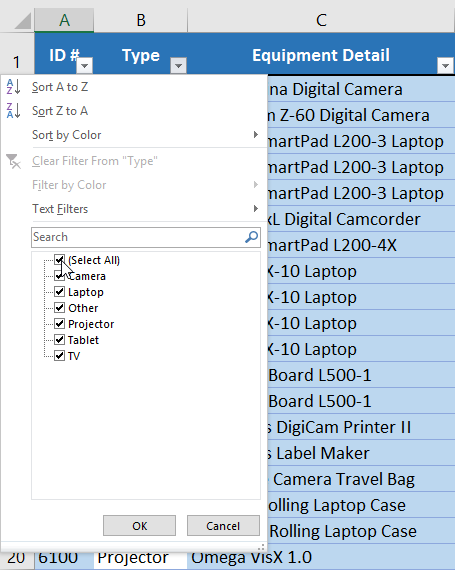 A B C
1 ID # Type Equipment Detail
Sort A to Z
Sort Z to A
Sort by Color
Clear Filter From "Type"
Filter by Color
Text Filters
Search
(Select All)
Camera
Laptop
Other
Projector
Tablet
TV
OK Cancel
na Digital Camera
Z-60 Digital Camera
martPad L200-3 Laptop
martPad L200-3 Laptop
martPad L200-3 Laptop
xL Digital Camcorder
martPad L200-4X
X-10 Laptop
X-10 Laptop
X-10 Laptop
X-10 Laptop
Board L500-1
Board L500-1
s DigiCam Printer II
s Label Maker
Camera Travel Bag
olling Laptop Case
Rolling Laptop Case
20 6100 Projector Omega VisX 1.0